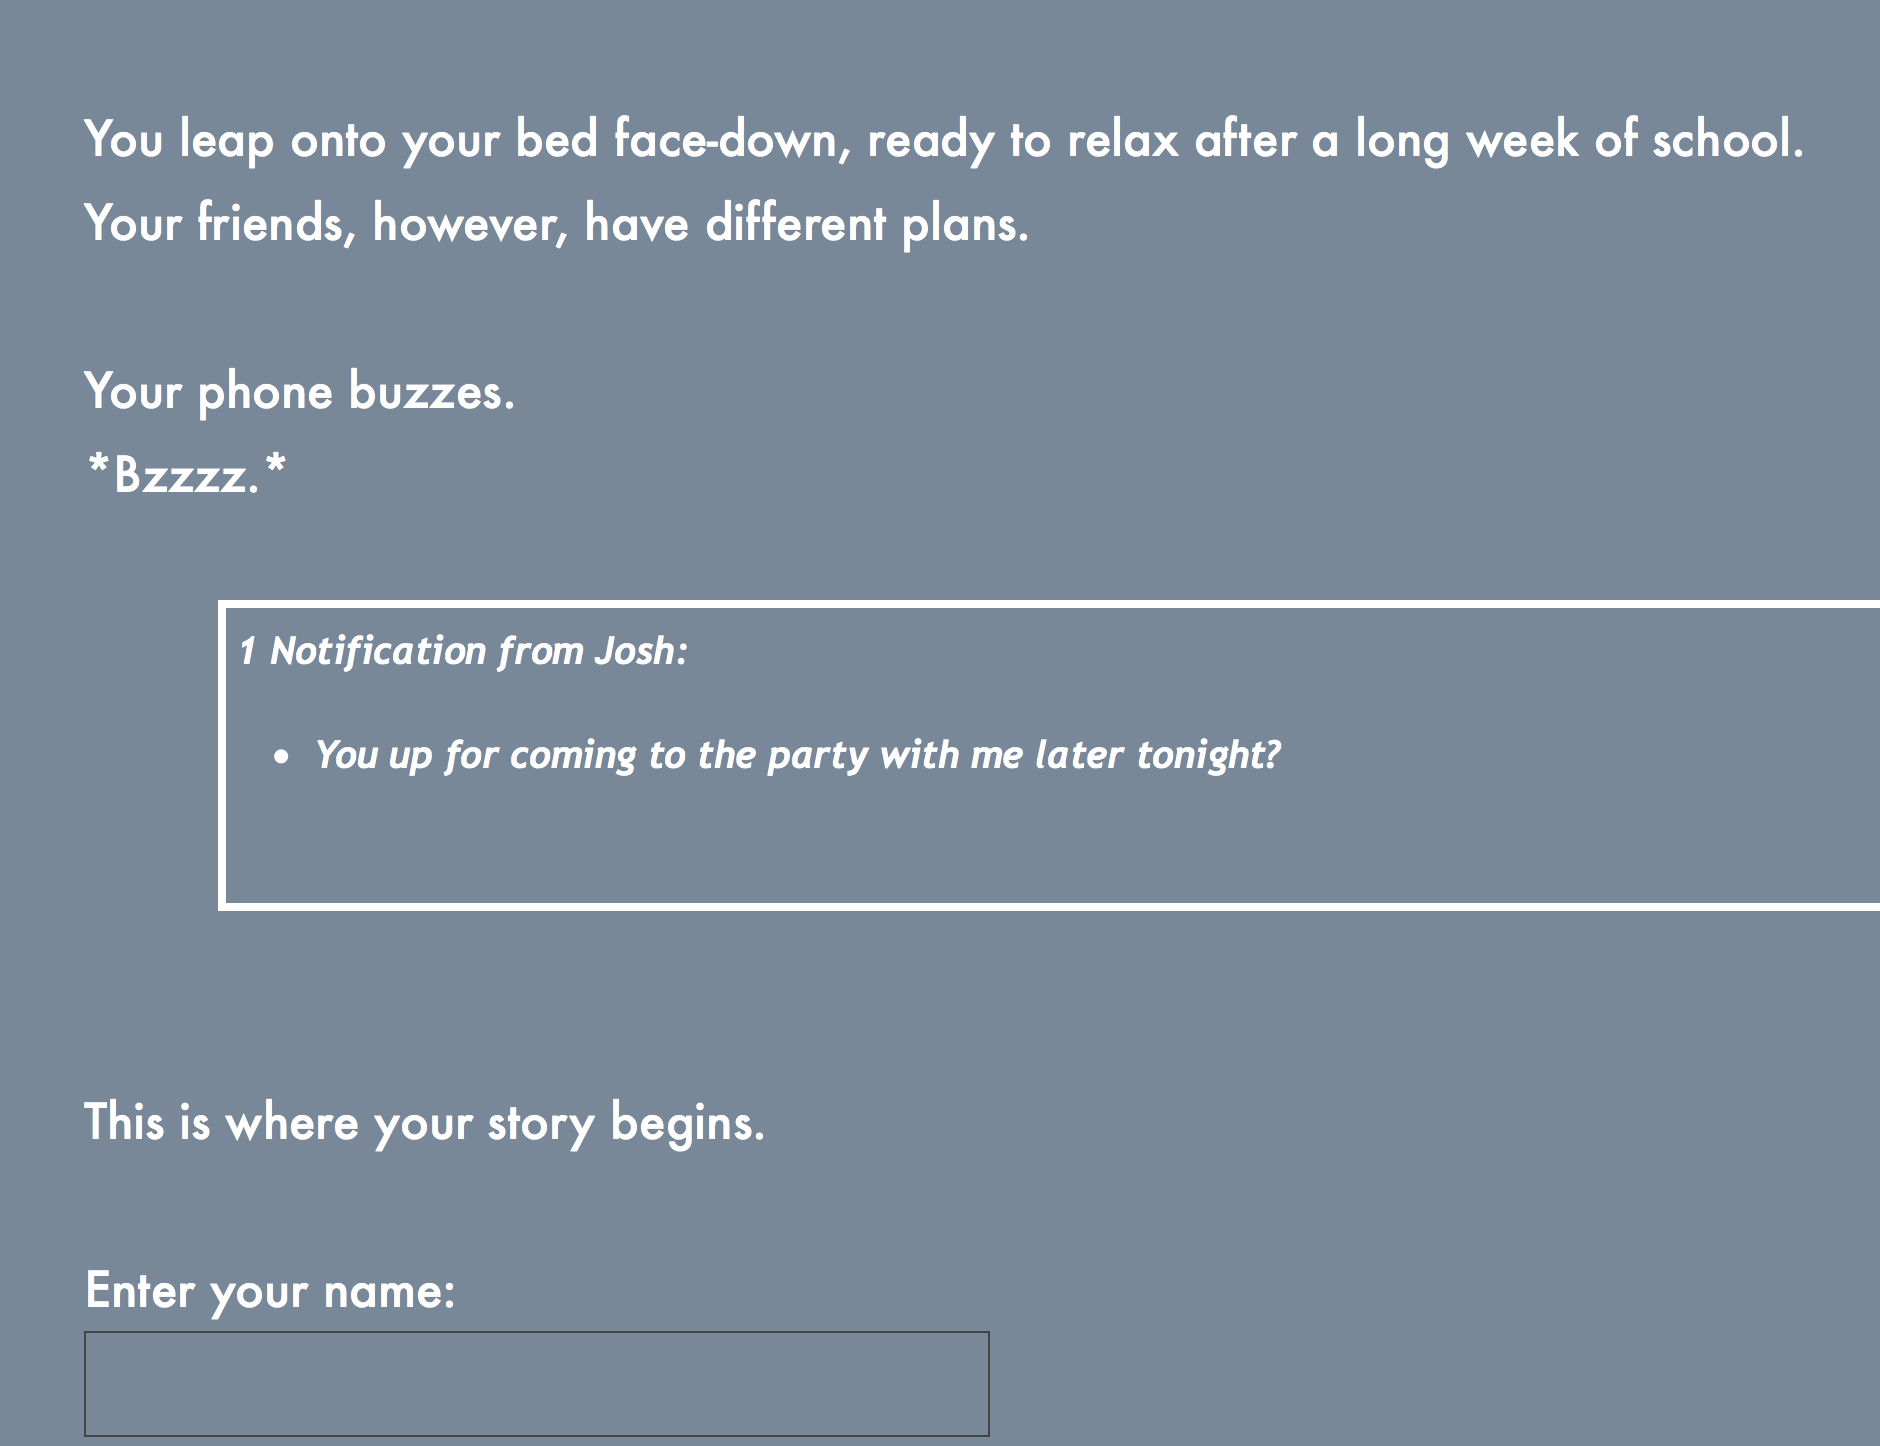 You leap onto your bed face-down, ready to relax after a long week of school.
Your friends, however, have different plans.
Your phone buzzes.
*Bzzzz.*
1 Notification from Josh:
• You up for coming to the party with me later tonight?
This is where your story begins.
Enter your name: